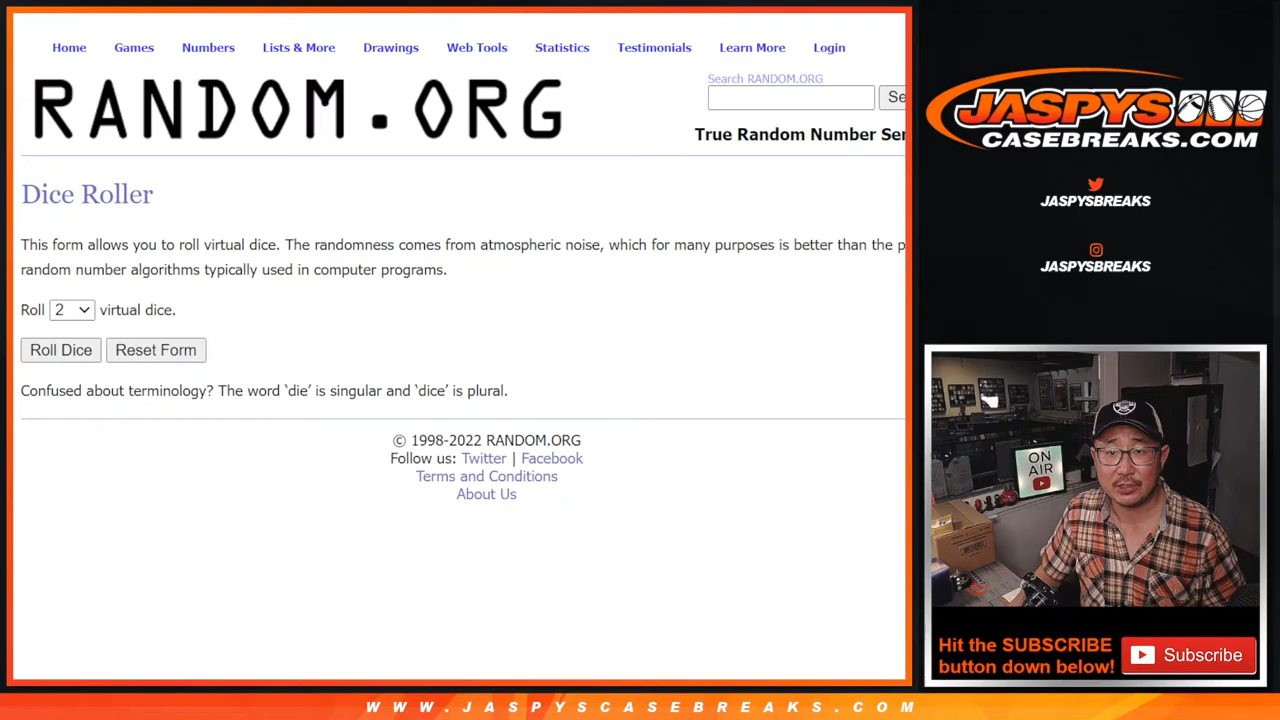 Home Games Numbers Lists & More Drawings Web Tools Statistics Testimonials Learn More Login
RANDOM.ORG
Search RANDOM.ORG
Se
True Random Number Ser
Dice Roller
This form allows you to roll virtual dice. The randomness comes from atmospheric noise, which for many purposes is better than the p
random number algorithms typically used in computer programs.
Roll 2 virtual dice.
Roll Dice Reset Form
Confused about terminology? The word ‘die’ is singular and ‘dice’ is plural.
© 1998-2022 RANDOM.ORG
Follow us: Twitter | Facebook
Terms and Conditions
About Us
JASPYS
CASEBREAKS.COM
JASPYSBREAKS
JASPYSBREAKS
ON
AIR
Hit the SUBSCRIBE
button down below!
Subscribe
WWW.JASPYSCASEBREAKS.COM